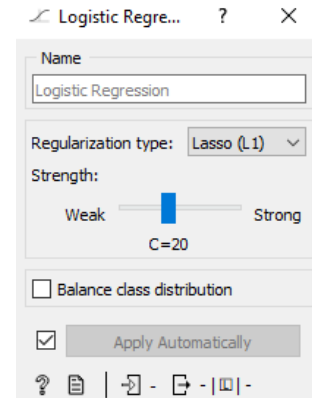 Logistic Regre... ? ×
Name
Logistic Regression
Regularization type: Lasso (L1)
Strength:
Weak Strong
C=20
Balance class distribution
Apply Automatically
? - - | | -